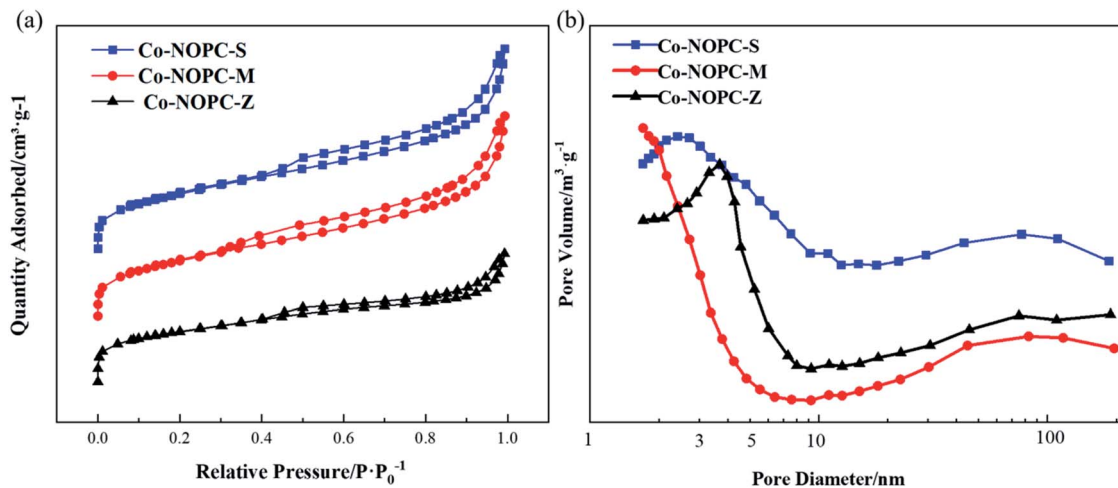 (a)
Co-NOPC-S
Co-NOPC-M
Co-NOPC-Z
Quantity Adsorbed/cm³·g-1
0.0 0.2 0.4 0.6 0.8 1.0
Relative Pressure/P·P₀⁻¹
(b)
Co-NOPC-S
Co-NOPC-M
Co-NOPC-Z
Pore Volume/m³·g⁻¹
1 3 5 10 100
Pore Diameter/nm